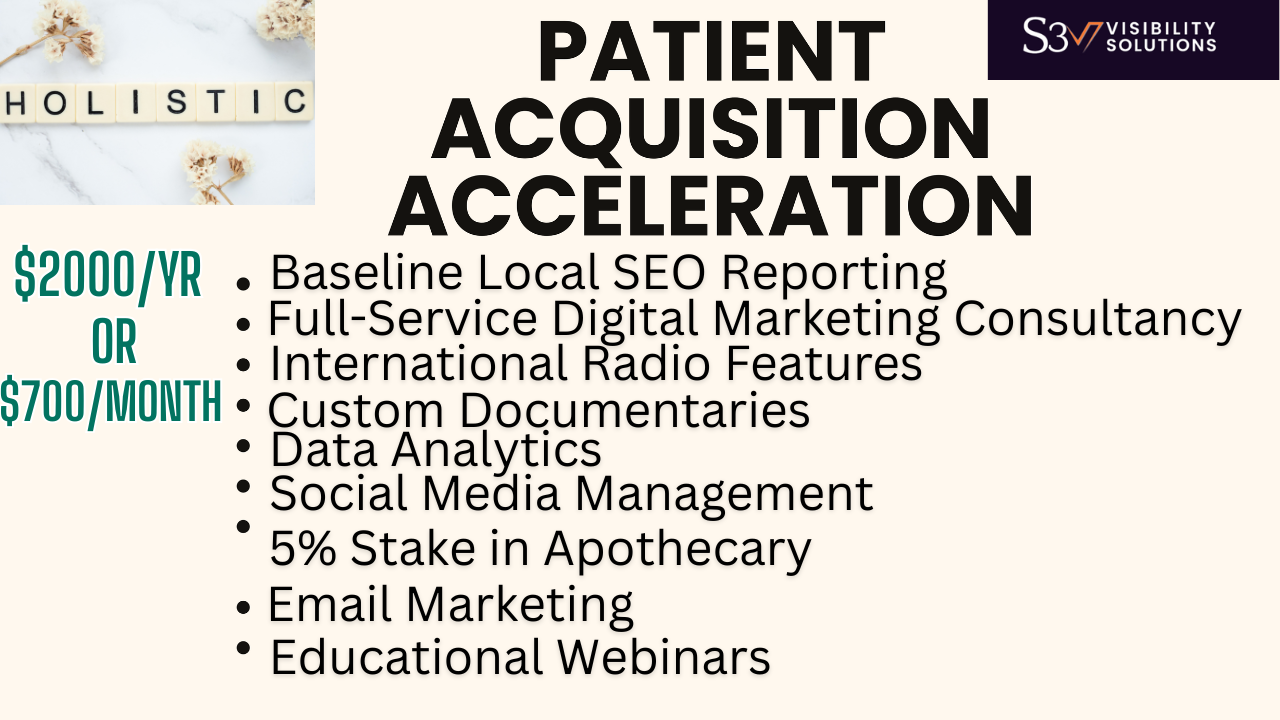 HOLISTIC
PATIENT
ACQUISITION
ACCELERATION
S3 VISIBILITY
SOLUTIONS
$2000/YR
OR
$700/MONTH
• Baseline Local SEO Reporting
• Full-Service Digital Marketing Consultancy
• International Radio Features
• Custom Documentaries
• Data Analytics
• Social Media Management
• 5% Stake in Apothecary
• Email Marketing
• Educational Webinars